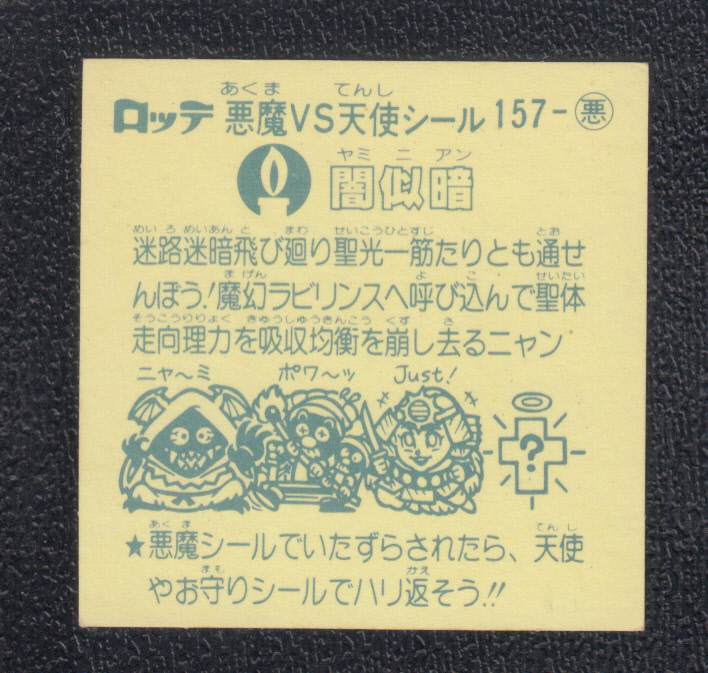 あくま てんし
ロッテ 悪魔VS天使シール 157-悪
ヤミ ニ アン
闇似暗
めいろ めいあん と まわ せいこうひとすじ とお
迷路迷暗飛び廻り聖光一筋たりとも通せ
まげん よ こ せいたい
んぼう!魔幻ラビリンスへ呼び込んで聖体
そうこうりりょく きゅうしゅうきんこう くず さ
走向理力を吸収均衡を崩し去るニャン
ニャ〜ミ ポワ〜ッ Just!
?
あくま てんし
★悪魔シールでいたずらされたら、天使
まも かえ
やお守りシールでハリ返そう!!